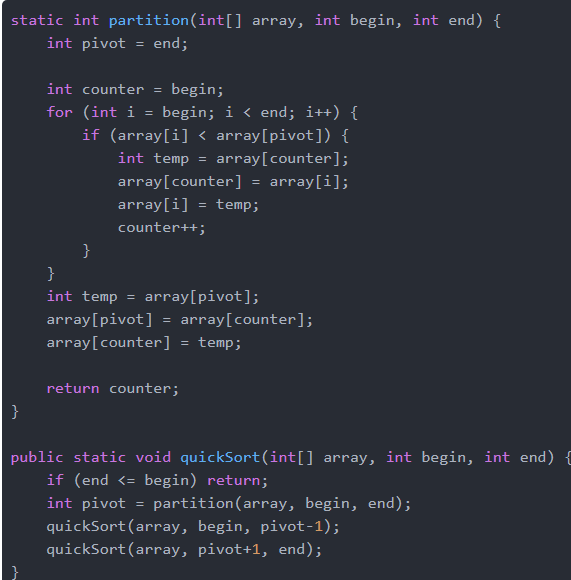 static int partition(int[] array, int begin, int end) {
    int pivot = end;

    int counter = begin;
    for (int i = begin; i < end; i++) {
        if (array[i] < array[pivot]) {
            int temp = array[counter];
            array[counter] = array[i];
            array[i] = temp;
            counter++;
        }
    }
    int temp = array[pivot];
    array[pivot] = array[counter];
    array[counter] = temp;

    return counter;
}

public static void quickSort(int[] array, int begin, int end) {
    if (end <= begin) return;
    int pivot = partition(array, begin, end);
    quickSort(array, begin, pivot-1);
    quickSort(array, pivot+1, end);
}